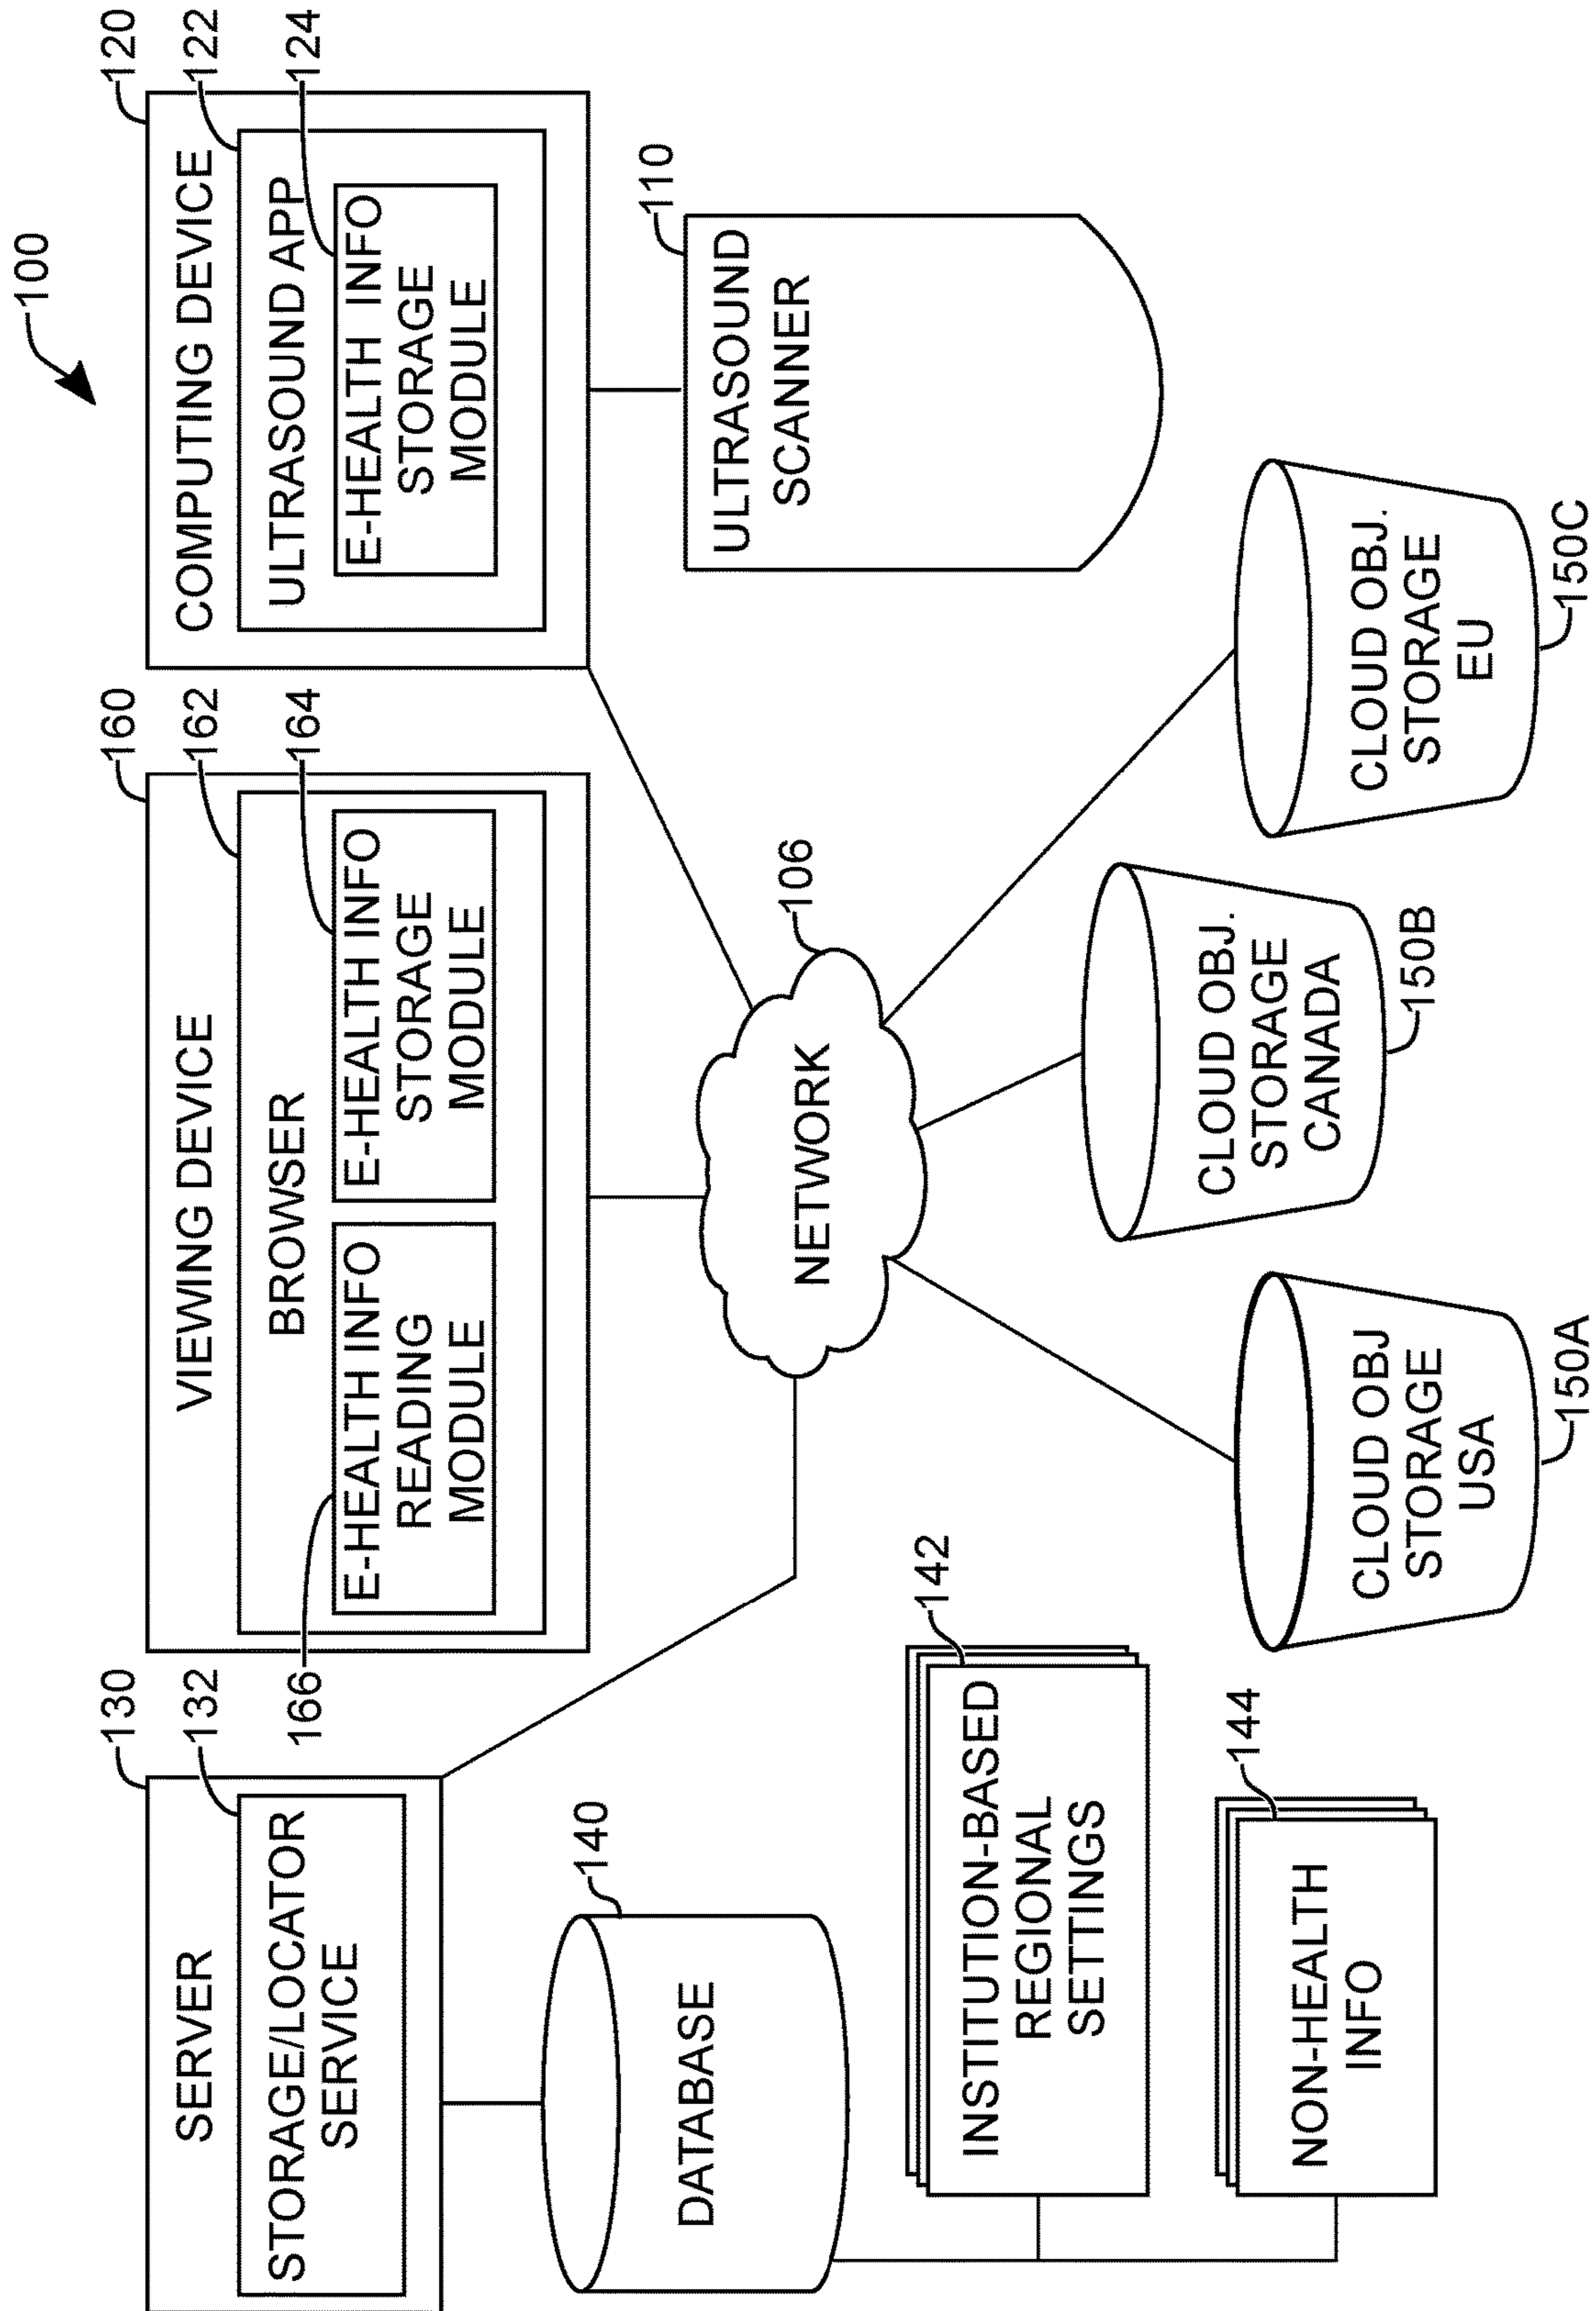 100
SERVER
STORAGE/LOCATOR
SERVICE
130
132
VIEWING DEVICE
BROWSER
E-HEALTH INFO
READING
MODULE
166
E-HEALTH INFO
STORAGE
MODULE
160
162
164
COMPUTING DEVICE
ULTRASOUND APP
E-HEALTH INFO
STORAGE
MODULE
120
122
124
DATABASE
140
NETWORK
106
ULTRASOUND
SCANNER
110
INSTITUTION-BASED
REGIONAL
SETTINGS
142
NON-HEALTH
INFO
144
CLOUD OBJ
STORAGE
USA
150A
CLOUD OBJ.
STORAGE
CANADA
150B
CLOUD OBJ.
STORAGE
EU
150C